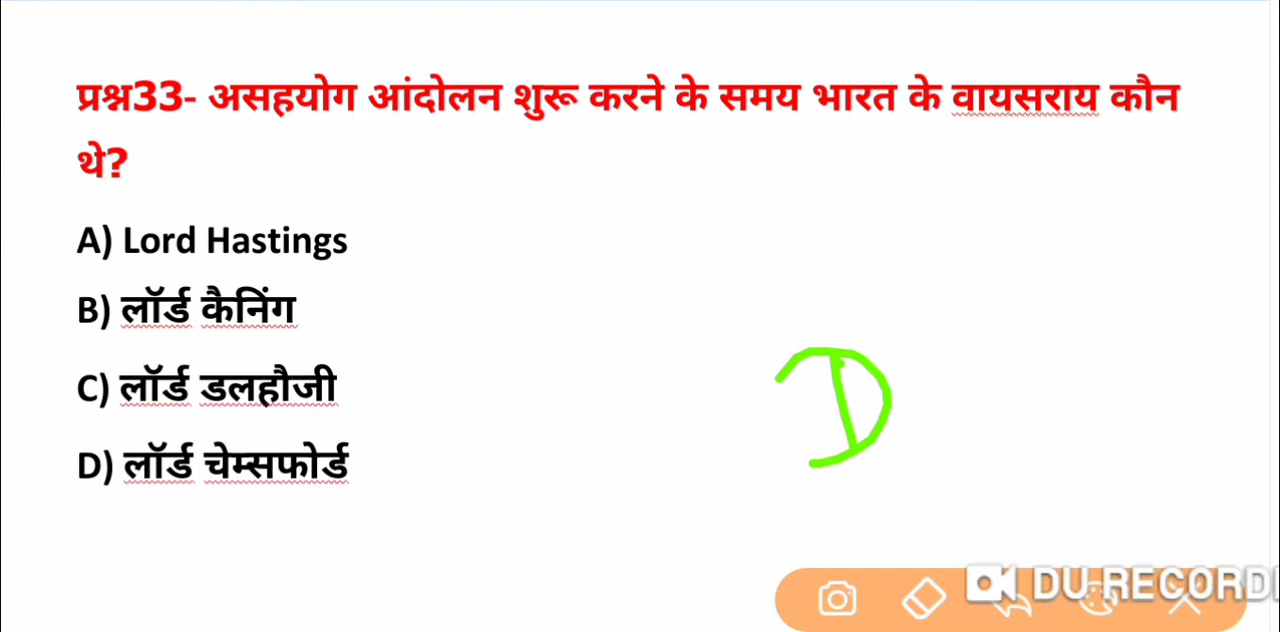 प्रश्न33- असहयोग आंदोलन शुरू करने के समय भारत के वायसराय कौन
थे?
A) Lord Hastings
B) लॉर्ड कैनिंग
C) लॉर्ड डलहौजी
D) लॉर्ड चेम्सफोर्ड
D
DU RECORD